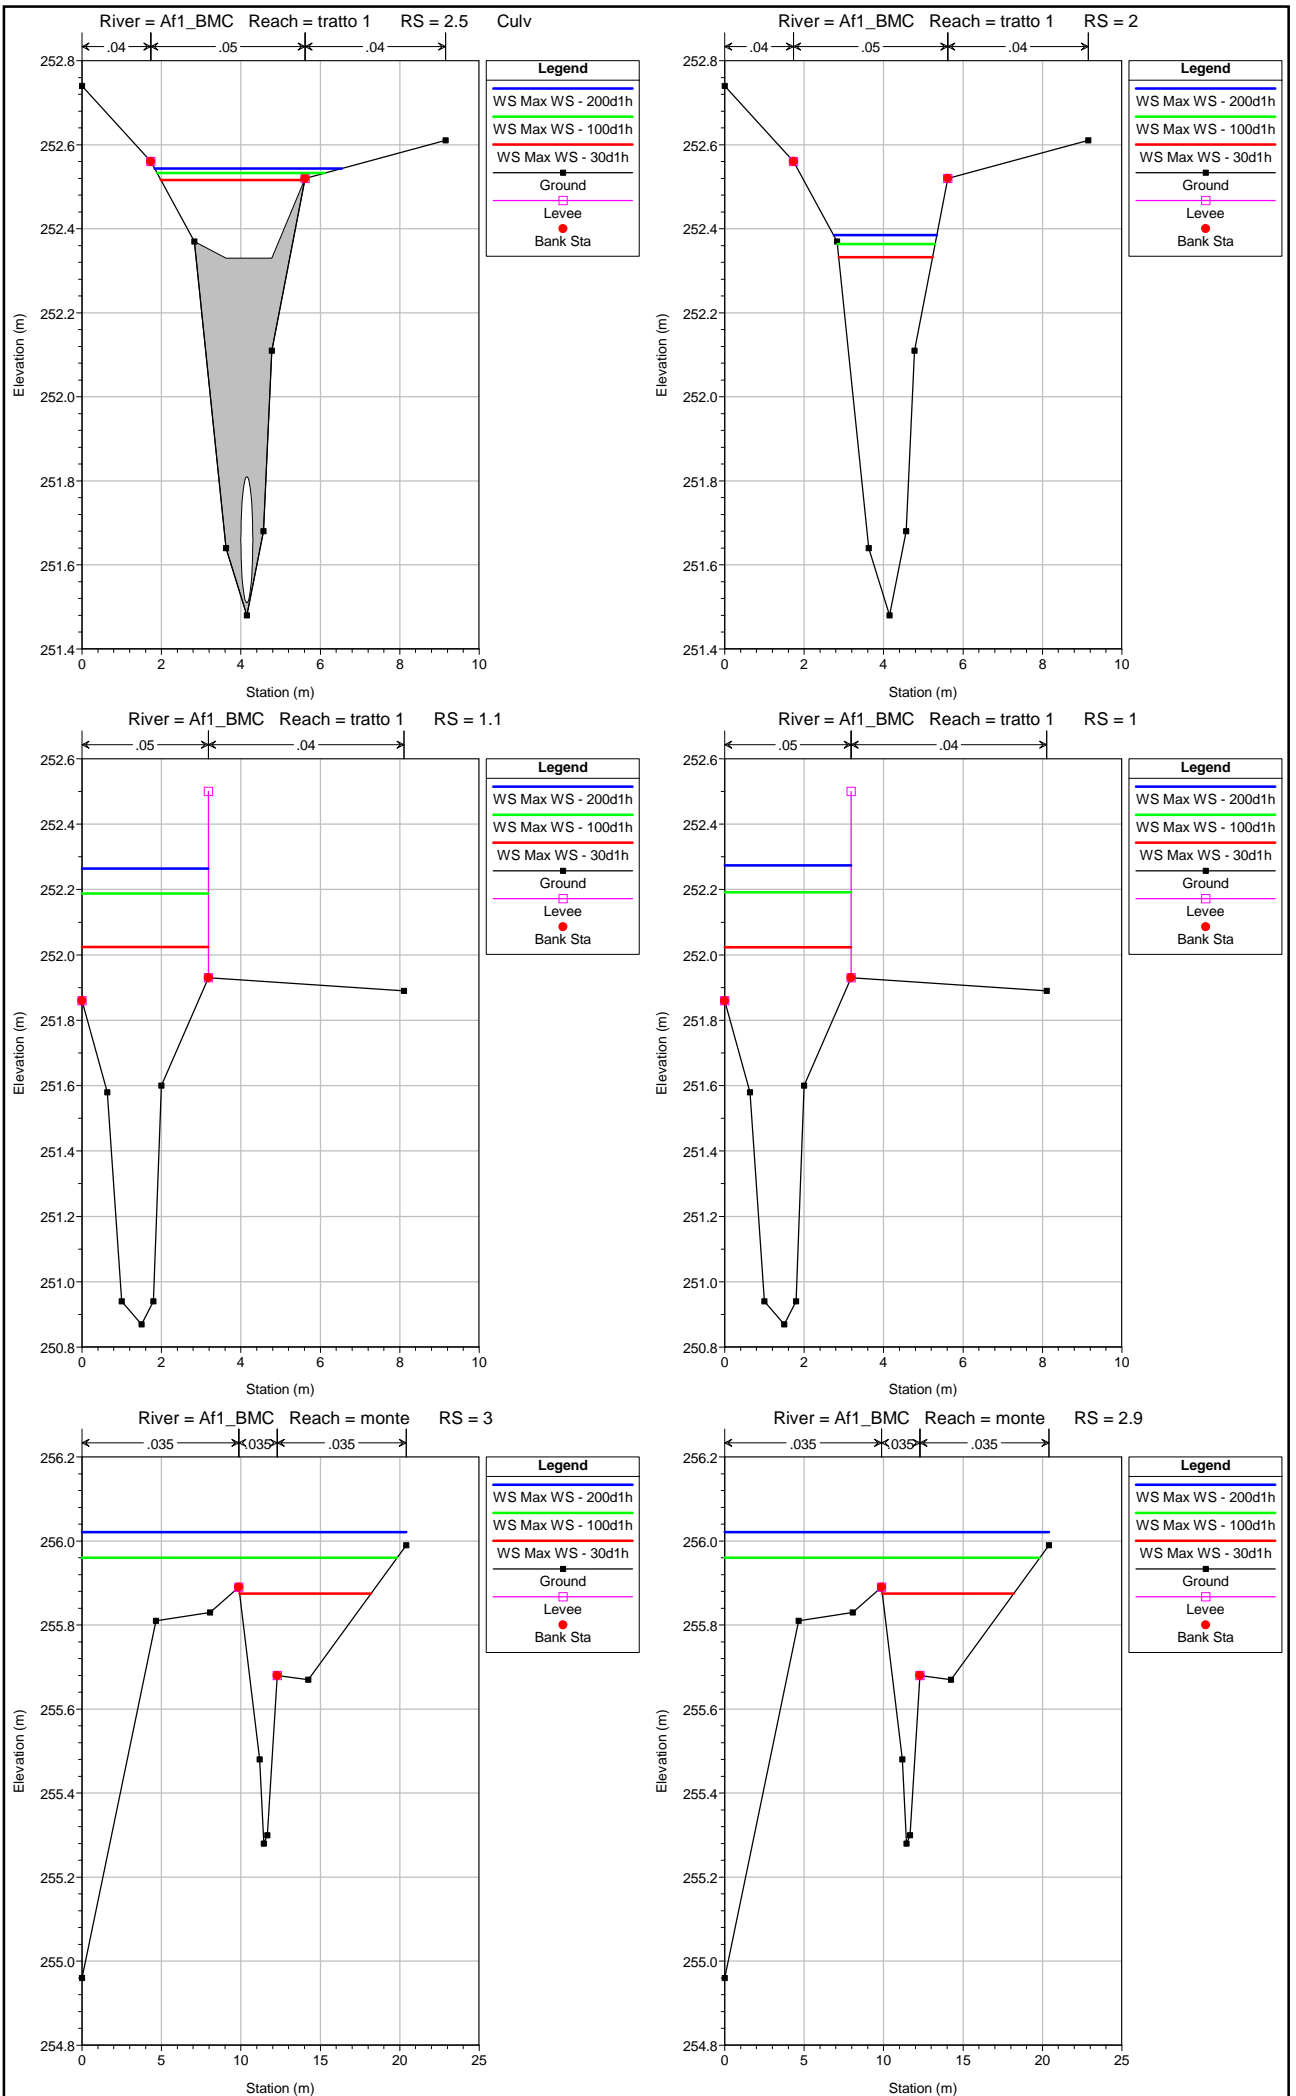 River = Af1_BMC Reach = tratto 1 RS = 2.5 Culv
.04 .05 .04
252.8
252.6
252.4
252.2
252.0
251.8
251.6
251.4
Elevation (m)
0 2 4 6 8 10
Station (m)
Legend
WS Max WS - 200d1h
WS Max WS - 100d1h
WS Max WS - 30d1h
Ground
Levee
Bank Sta
River = Af1_BMC Reach = tratto 1 RS = 2
.04 .05 .04
252.8
252.6
252.4
252.2
252.0
251.8
251.6
251.4
Elevation (m)
0 2 4 6 8 10
Station (m)
Legend
WS Max WS - 200d1h
WS Max WS - 100d1h
WS Max WS - 30d1h
Ground
Levee
Bank Sta
River = Af1_BMC Reach = tratto 1 RS = 1.1
.05 .04
252.6
252.4
252.2
252.0
251.8
251.6
251.4
251.2
251.0
250.8
Elevation (m)
0 2 4 6 8 10
Station (m)
Legend
WS Max WS - 200d1h
WS Max WS - 100d1h
WS Max WS - 30d1h
Ground
Levee
Bank Sta
River = Af1_BMC Reach = tratto 1 RS = 1
.05 .04
252.6
252.4
252.2
252.0
251.8
251.6
251.4
251.2
251.0
250.8
Elevation (m)
0 2 4 6 8 10
Station (m)
Legend
WS Max WS - 200d1h
WS Max WS - 100d1h
WS Max WS - 30d1h
Ground
Levee
Bank Sta
River = Af1_BMC Reach = monte RS = 3
.035 .035 .035
256.2
256.0
255.8
255.6
255.4
255.2
255.0
254.8
Elevation (m)
0 5 10 15 20 25
Station (m)
Legend
WS Max WS - 200d1h
WS Max WS - 100d1h
WS Max WS - 30d1h
Ground
Levee
Bank Sta
River = Af1_BMC Reach = monte RS = 2.9
.035 .035 .035
256.2
256.0
255.8
255.6
255.4
255.2
255.0
254.8
Elevation (m)
0 5 10 15 20 25
Station (m)
Legend
WS Max WS - 200d1h
WS Max WS - 100d1h
WS Max WS - 30d1h
Ground
Levee
Bank Sta